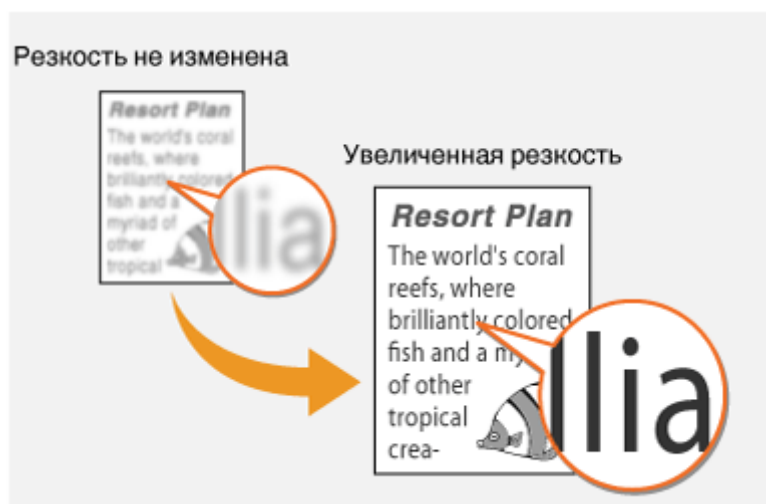 Резкость не изменена
Resort Plan
The world's coral
reefs, where
brilliantly colored
fish and a
myriad of
other
tropical
llia
Увеличенная резкость
Resort Plan
The world's coral
reefs, where
brilliantly colored
fish and a my
of other
tropical
crea-
llia